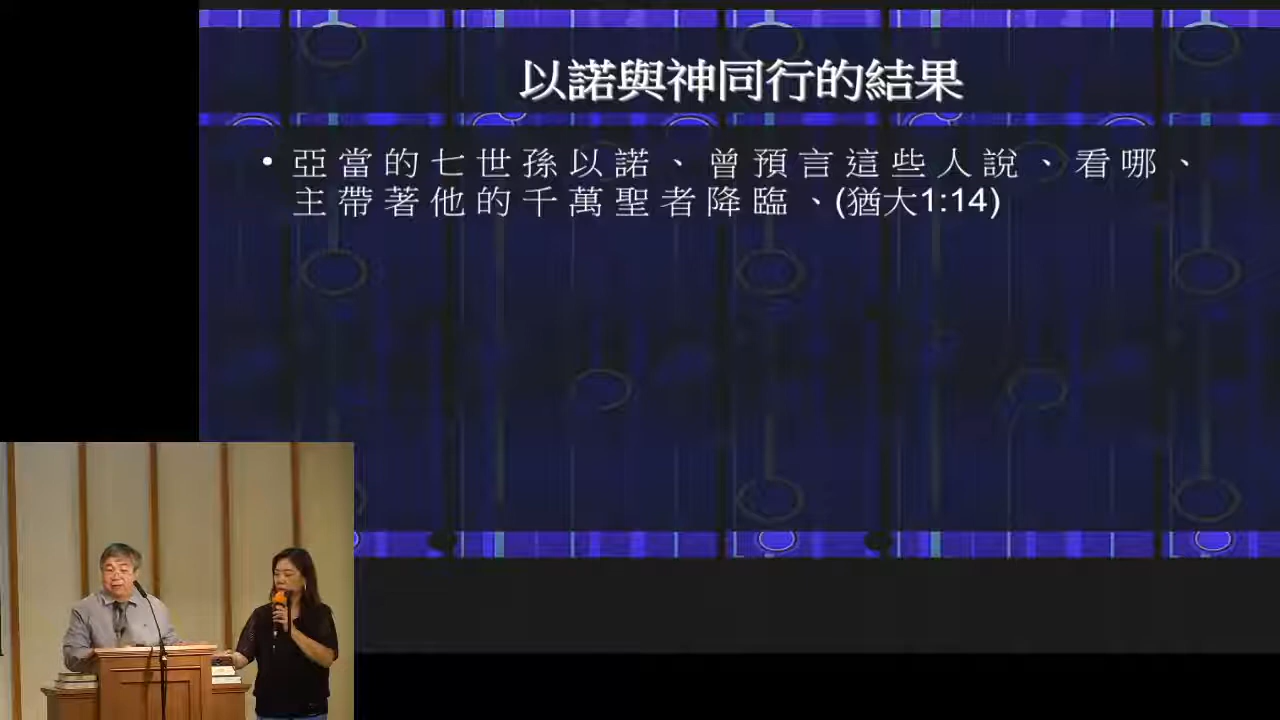 以諾與神同行的結果
• 亞當的七世孫以諾、曾預言這些人說、看哪、
主帶著他的千萬聖者降臨、(猶大1:14)